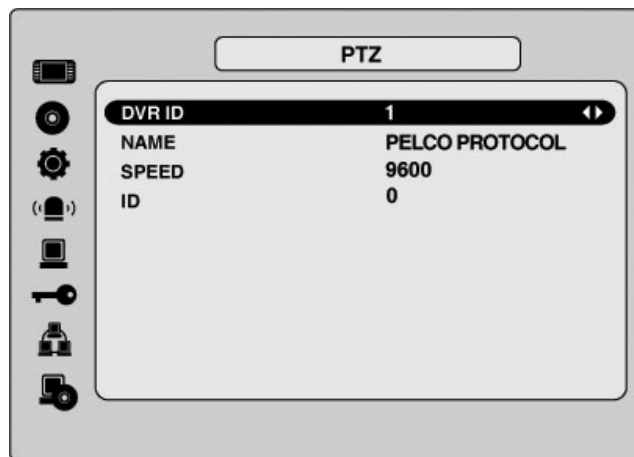 PTZ
DVR ID 1
NAME PELCO PROTOCOL
SPEED 9600
ID 0